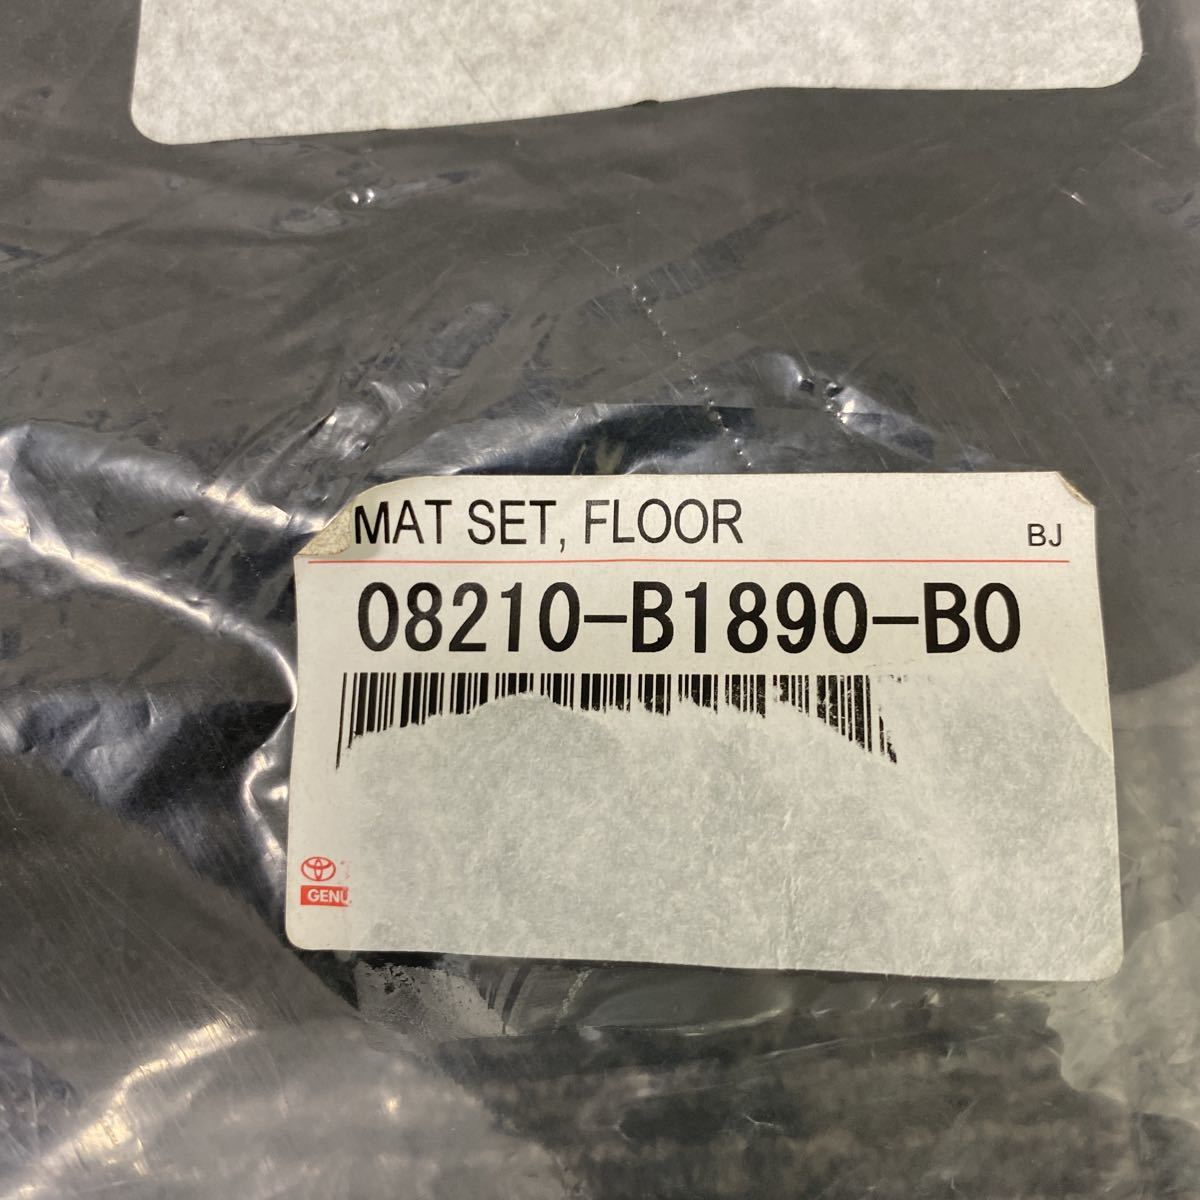 MAT SET, FLOOR
BJ
08210-B1890-B0
GENU